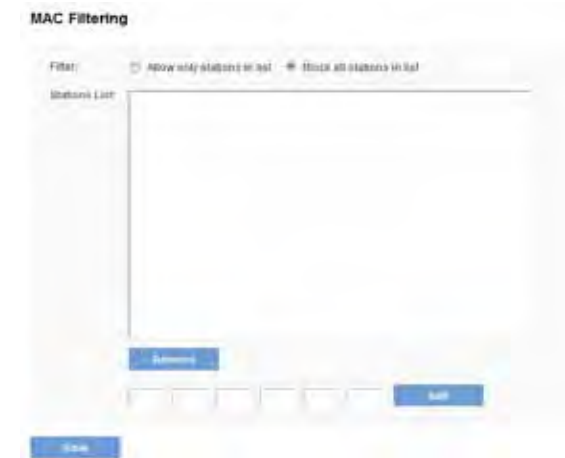 MAC Filtering
Filter: Allow only stations in list Block all stations in list
Stations List:
Remove
Add
Save